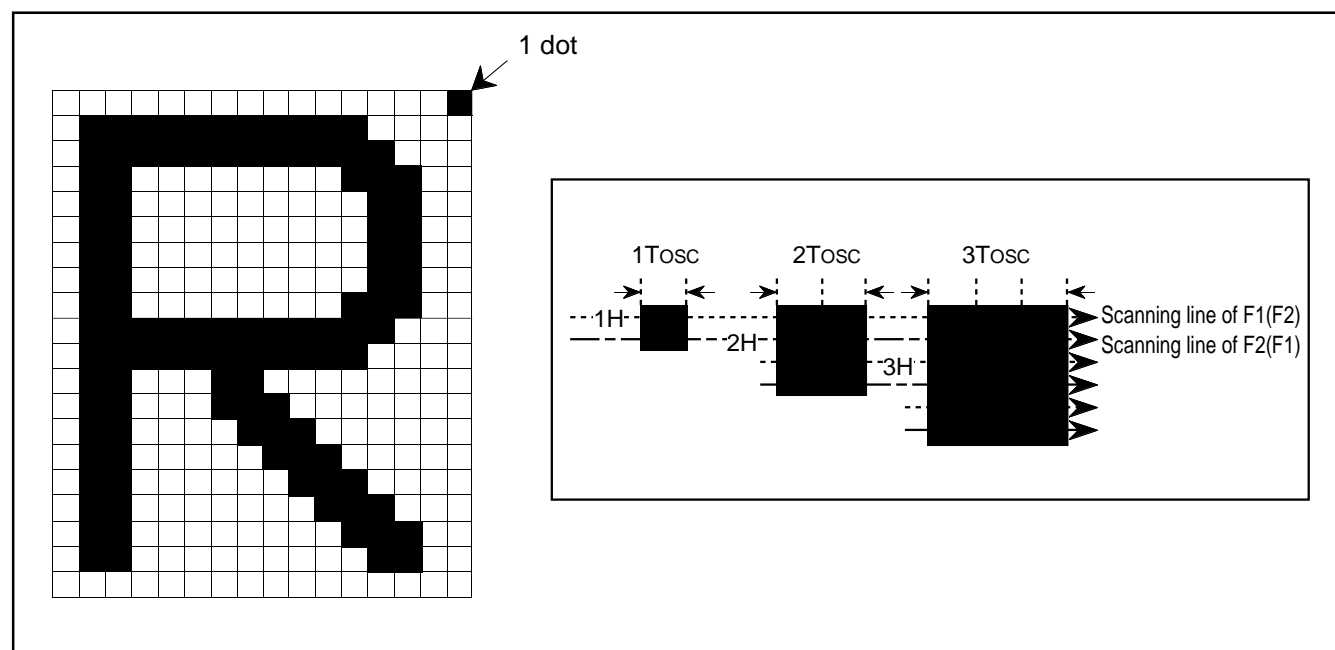 1 dot
R
1TOSC 2TOSC 3TOSC
1H
2H
3H
Scanning line of F1(F2)
Scanning line of F2(F1)